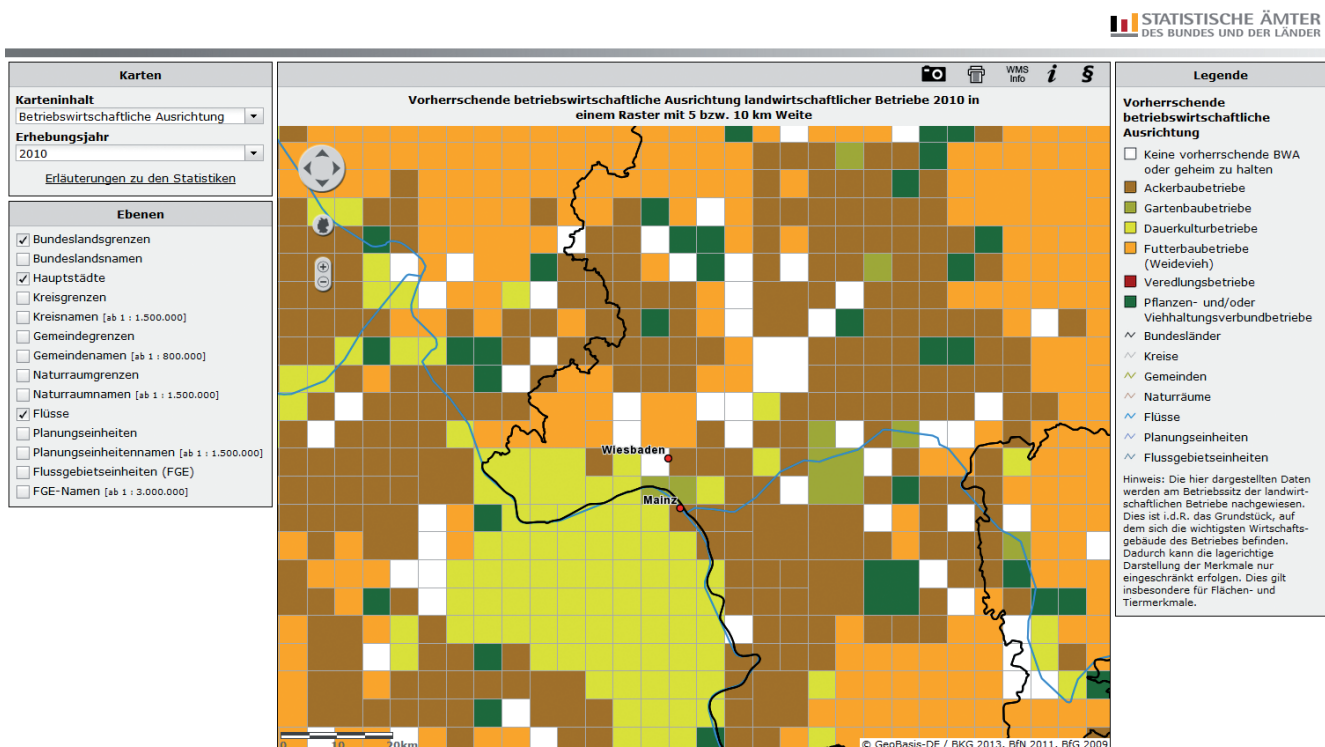 STATISTISCHE ÄMTER
DES BUNDES UND DER LÄNDER
Karten
Karteninhalt
Betriebswirtschaftliche Ausrichtung
Erhebungsjahr
2010
Erläuterungen zu den Statistiken
Ebenen
Bundeslandsgrenzen
Bundeslandsnamen
Hauptstädte
Kreisgrenzen
Kreisnamen [ab 1 : 1.500.000]
Gemeindegrenzen
Gemeindenamen [ab 1 : 800.000]
Naturraumgrenzen
Naturraumnamen [ab 1 : 1.500.000]
Flüsse
Planungseinheiten
Planungseinheitennamen [ab 1 : 1.500.000]
Flussgebietseinheiten (FGE)
FGE-Namen [ab 1 : 3.000.000]
WMS
Info
i
§
Vorherrschende betriebswirtschaftliche Ausrichtung landwirtschaftlicher Betriebe 2010 in
einem Raster mit 5 bzw. 10 km Weite
Wiesbaden
Mainz
0 10 20km
© GeoBasis-DE / BKG 2013, BfN 2011, BfG 2009
Legende
Vorherrschende
betriebswirtschaftliche
Ausrichtung
Keine vorherrschende BWA
oder geheim zu halten
Ackerbaubetriebe
Gartenbaubetriebe
Dauerkulturbetriebe
Futterbaubetriebe
(Weidevieh)
Veredlungsbetriebe
Pflanzen- und/oder
Viehhaltungsverbundbetriebe
Bundesländer
Kreise
Gemeinden
Naturräume
Flüsse
Planungseinheiten
Flussgebietseinheiten
Hinweis: Die hier dargestellten Daten
werden am Betriebssitz der landwirt-
schaftlichen Betriebe nachgewiesen.
Dies ist i.d.R. das Grundstück, auf
dem sich die wichtigsten Wirtschafts-
gebäude des Betriebes befinden.
Dadurch kann die lagerichtige
Darstellung der Merkmale nur
eingeschränkt erfolgen. Dies gilt
insbesondere für Flächen- und
Tiermerkmale.